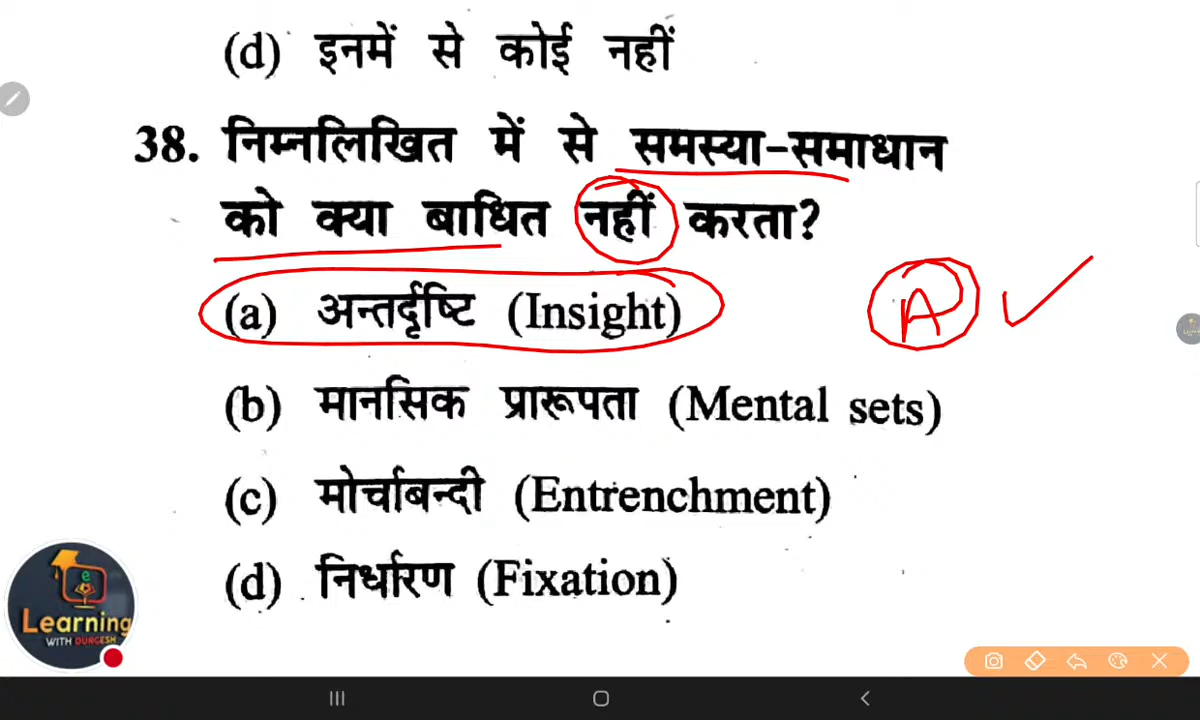 (d) इनमें से कोई नहीं
38. निम्नलिखित में से समस्या-समाधान
को क्या बाधित नहीं करता?
(a) अन्तर्दृष्टि (Insight)
A
(b) मानसिक प्रारूपता (Mental sets)
(c) मोर्चाबन्दी (Entrenchment)
(d) निर्धारण (Fixation)
e
Learning
WITH DURGESH